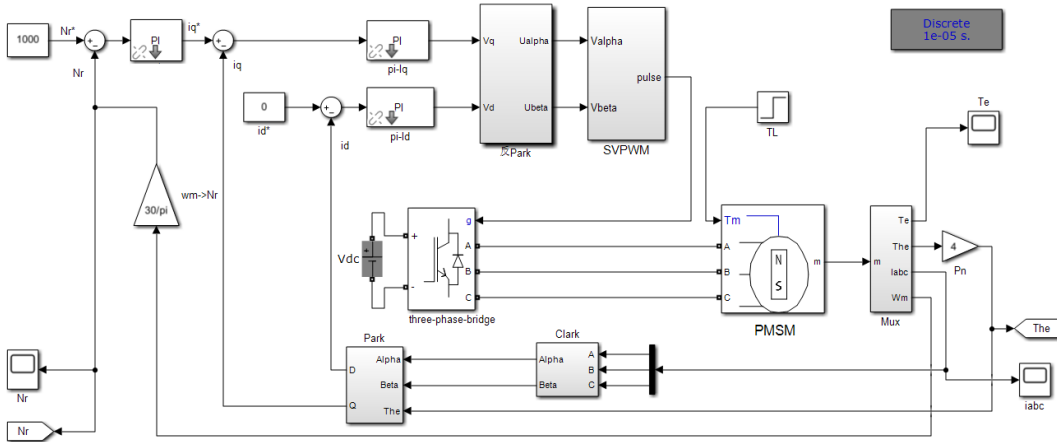 Discrete
1e-05 s.
1000
Nr*
Nr
PI
iq*
iq
PI
pi-Iq
0
id*
id
PI
pi-Id
Vq
Vd
Ualpha
Ubeta
反Park
Valpha
Vbeta
pulse
SVPWM
TL
Te
30/pi
wm->Nr
Vdc
+
+
-
g
A
B
C
three-phase-bridge
Tm
A
B
C
N
S
m
PMSM
m
Te
The
Iabc
Wm
Mux
4
Pn
The
iabc
Park
D
Q
Alpha
Beta
The
Clark
Alpha
Beta
A
B
C
Nr
Nr